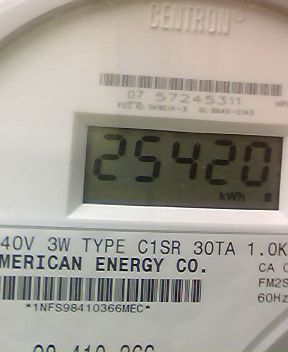 CENTRON®
07 57245311
25420
kWh
40V 3W TYPE C1SR 30TA 1.0K
MERICAN ENERGY CO.
CA 0
FM2S
60Hz
*1NFS98410366MEC*